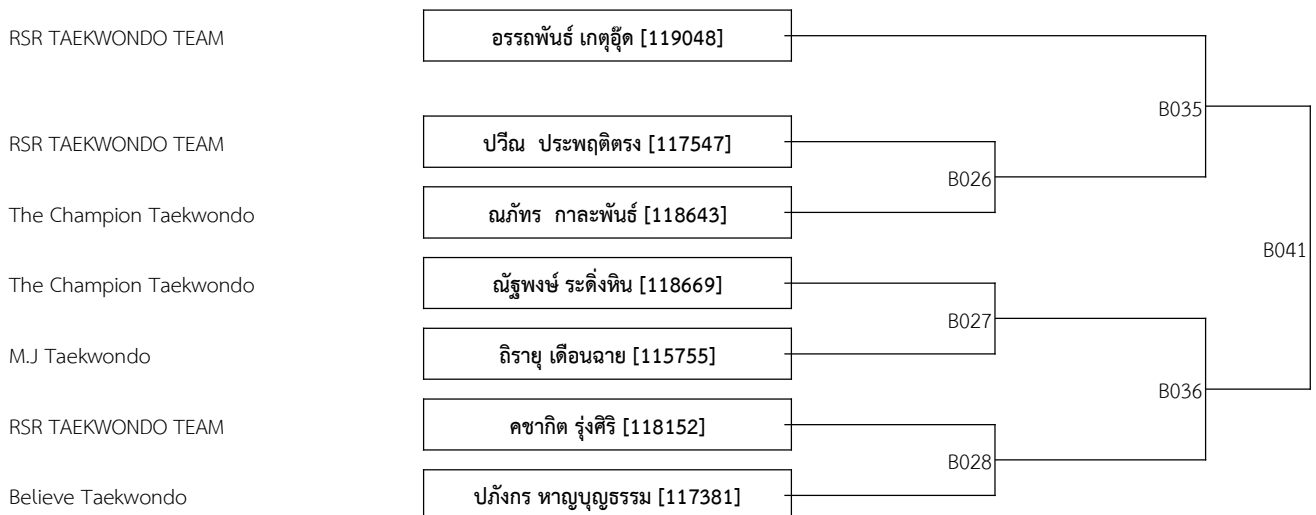 RSR TAEKWONDO TEAM อรรถพันธ์ เกตุอุ๊ด [119048]
B035
RSR TAEKWONDO TEAM ปวีณ ประพฤติตรง [117547]
B026
The Champion Taekwondo ณภัทร กาละพันธ์ [118643]
B041
The Champion Taekwondo ณัฐพงษ์ ระดิ่งหิน [118669]
B027
M.J Taekwondo ถิรายุ เดือนฉาย [115755]
B036
RSR TAEKWONDO TEAM คชากิต รุ่งศิริ [118152]
B028
Believe Taekwondo ปภังกร หาญบุญธรรม [117381]